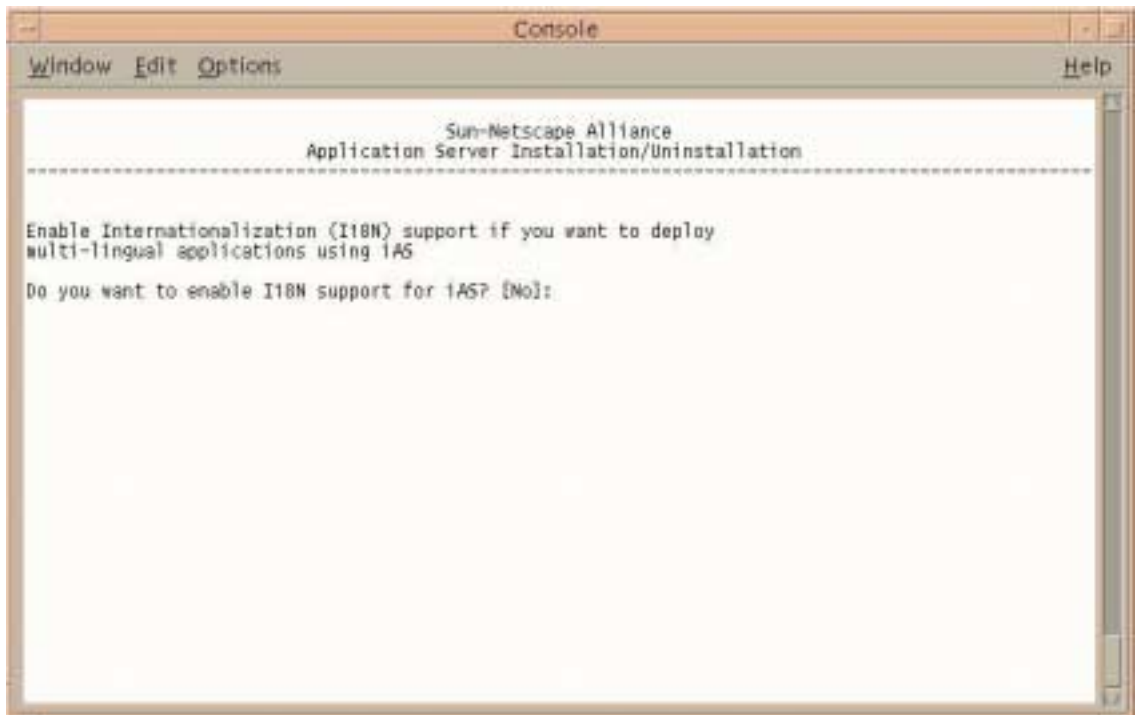 Console
Window Edit Options Help
Sun-Netscape Alliance
Application Server Installation/Uninstallation
--------------------------------------------------------------------------------
Enable Internationalization (I18N) support if you want to deploy
multi-lingual applications using iAS
Do you want to enable I18N support for iAS? [No]: